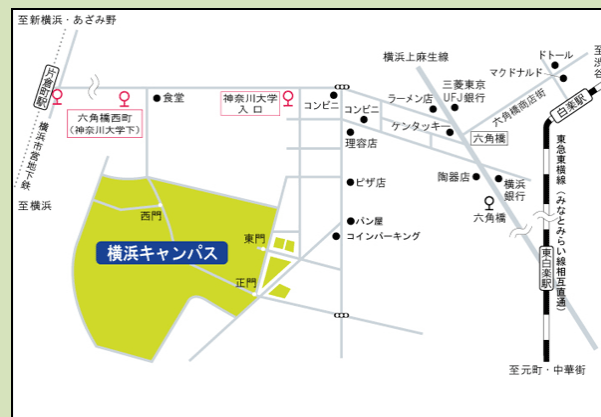 至新横浜・あざみ野
片倉町駅
横浜市営地下鉄
至横浜
六角橋西町
(神奈川大学下)
食堂
神奈川大学
入口
コンビニ
コンビニ
理容店
ピザ店
パン屋
コインパーキング
西門
東門
正門
横浜キャンパス
横浜上麻生線
ラーメン店
三菱東京
UFJ銀行
ケンタッキー
六角橋
陶器店
横浜
銀行
六角橋
ドトール
マクドナルド
六角橋商店街
至渋谷
白楽駅
東急東横線(みなとみらい線相互直通)
東白楽駅
至元町・中華街